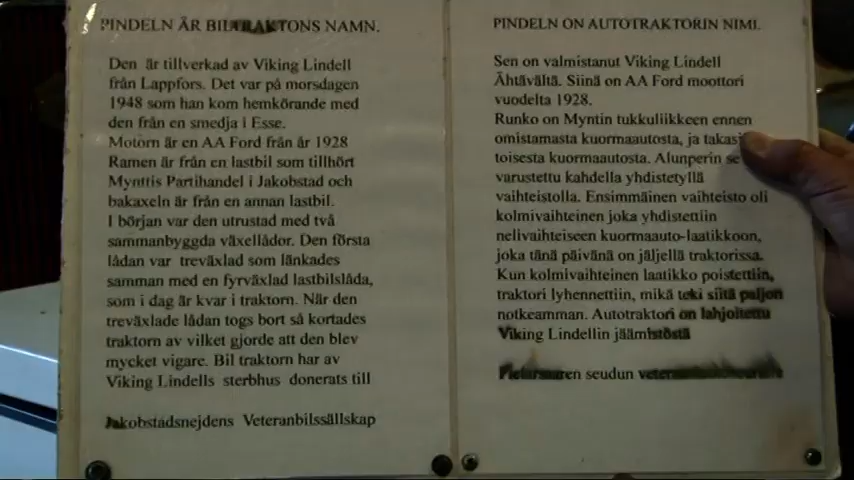 PINDELN ÄR BILTRAKTONS NAMN.
Den är tillverkad av Viking Lindell
från Lappfors. Det var på morsdagen
1948 som han kom hemkörande med
den från en smedja i Esse.
Motorn är en AA Ford från år 1928
Ramen är från en lastbil som tillhört
Mynttis Partihandel i Jakobstad och
bakaxeln är från en annan lastbil.
I början var den utrustad med två
sammanbyggda växellådor. Den första
lådan var treväxlad som länkades
samman med en fyrväxlad lastbilslåda,
som i dag är kvar i traktorn. När den
treväxlade lådan togs bort så kortades
traktorn av vilket gjorde att den blev
mycket vigare. Bil traktorn har av
Viking Lindells sterbhus donerats till
Jakobstadsnejdens Veteranbilssällskap
PINDELN ON AUTOTRAKTORIN NIMI.
Sen on valmistanut Viking Lindell
Ähtävältä. Siinä on AA Ford moottori
vuodelta 1928.
Runko on Myntin tukkuliikkeen ennen
omistamasta kuormaautosta, ja
toisesta kuormaautosta. Alunperin se
varustettu kahdella yhdistetyllä
vaihteistolla. Ensimmäinen vaihteisto oli
kolmivaihteinen joka yhdistettiin
nelivaihteiseen kuormaauto-laatikkoon,
joka tänä päivänä on jäljellä traktorissa.
Kun kolmivaihteinen laatikko poistettiin,
traktori lyhennettiin, mikä teki siitä paljon
notkeamman. Autotraktori on lahjoitettu
Viking Lindellin jäämistöstä
Pietarsaaren seudun